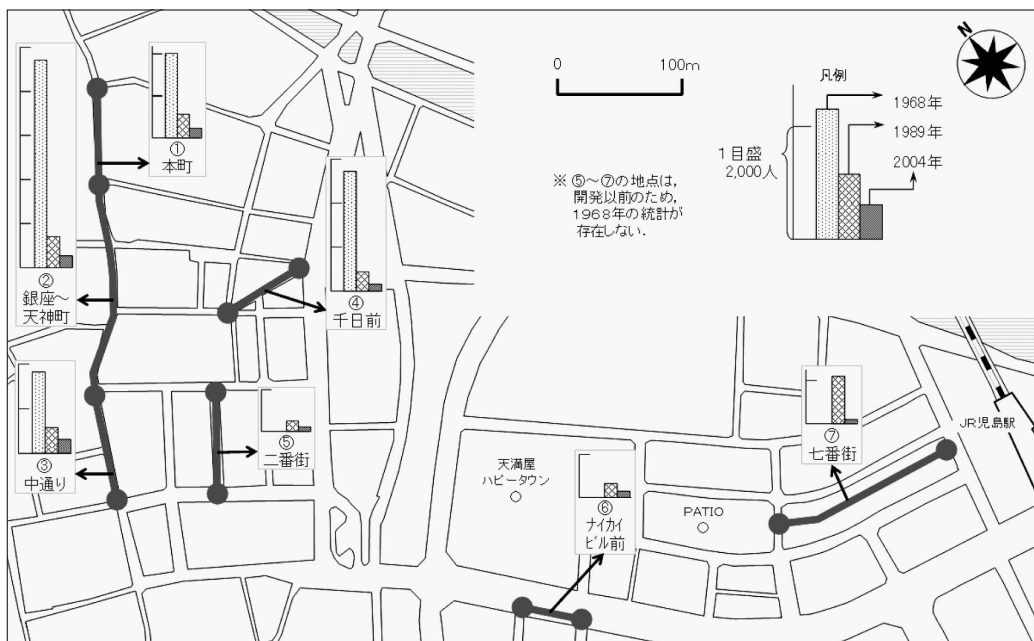 ①
本町
②
銀座～
天神町
③
中通り
④
千日前
⑤
二番街
⑥
ナイカイ
ビル前
⑦
七番街
天満屋
ハピータウン
PATIO
JR児島駅
0 100m
N
凡例
1968年
1989年
2004年
1目盛
2,000人
※ ⑤～⑦の地点は,
開発以前のため,
1968年の統計が
存在しない.